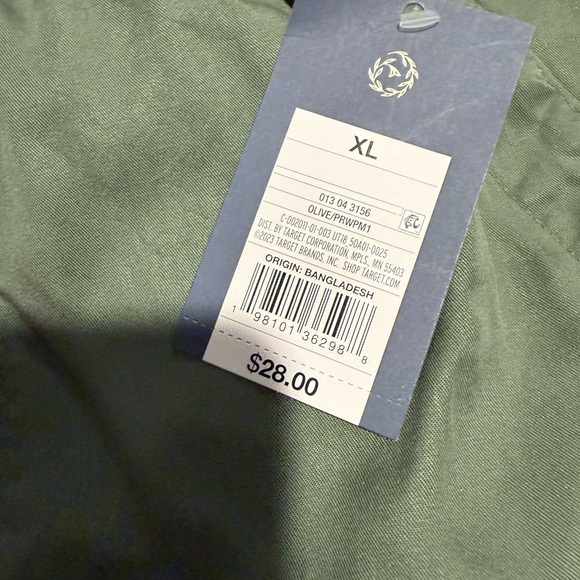 XL
013 04 3156
OLIVE/PRWPM1
C-002011-01-003 UT18 50A01-0025
DIST. BY TARGET CORPORATION, MPLS, MN 55403
©2023 TARGET BRANDS, INC. SHOP TARGET.COM
ORIGIN: BANGLADESH
1 98101 36298 8
$28.00